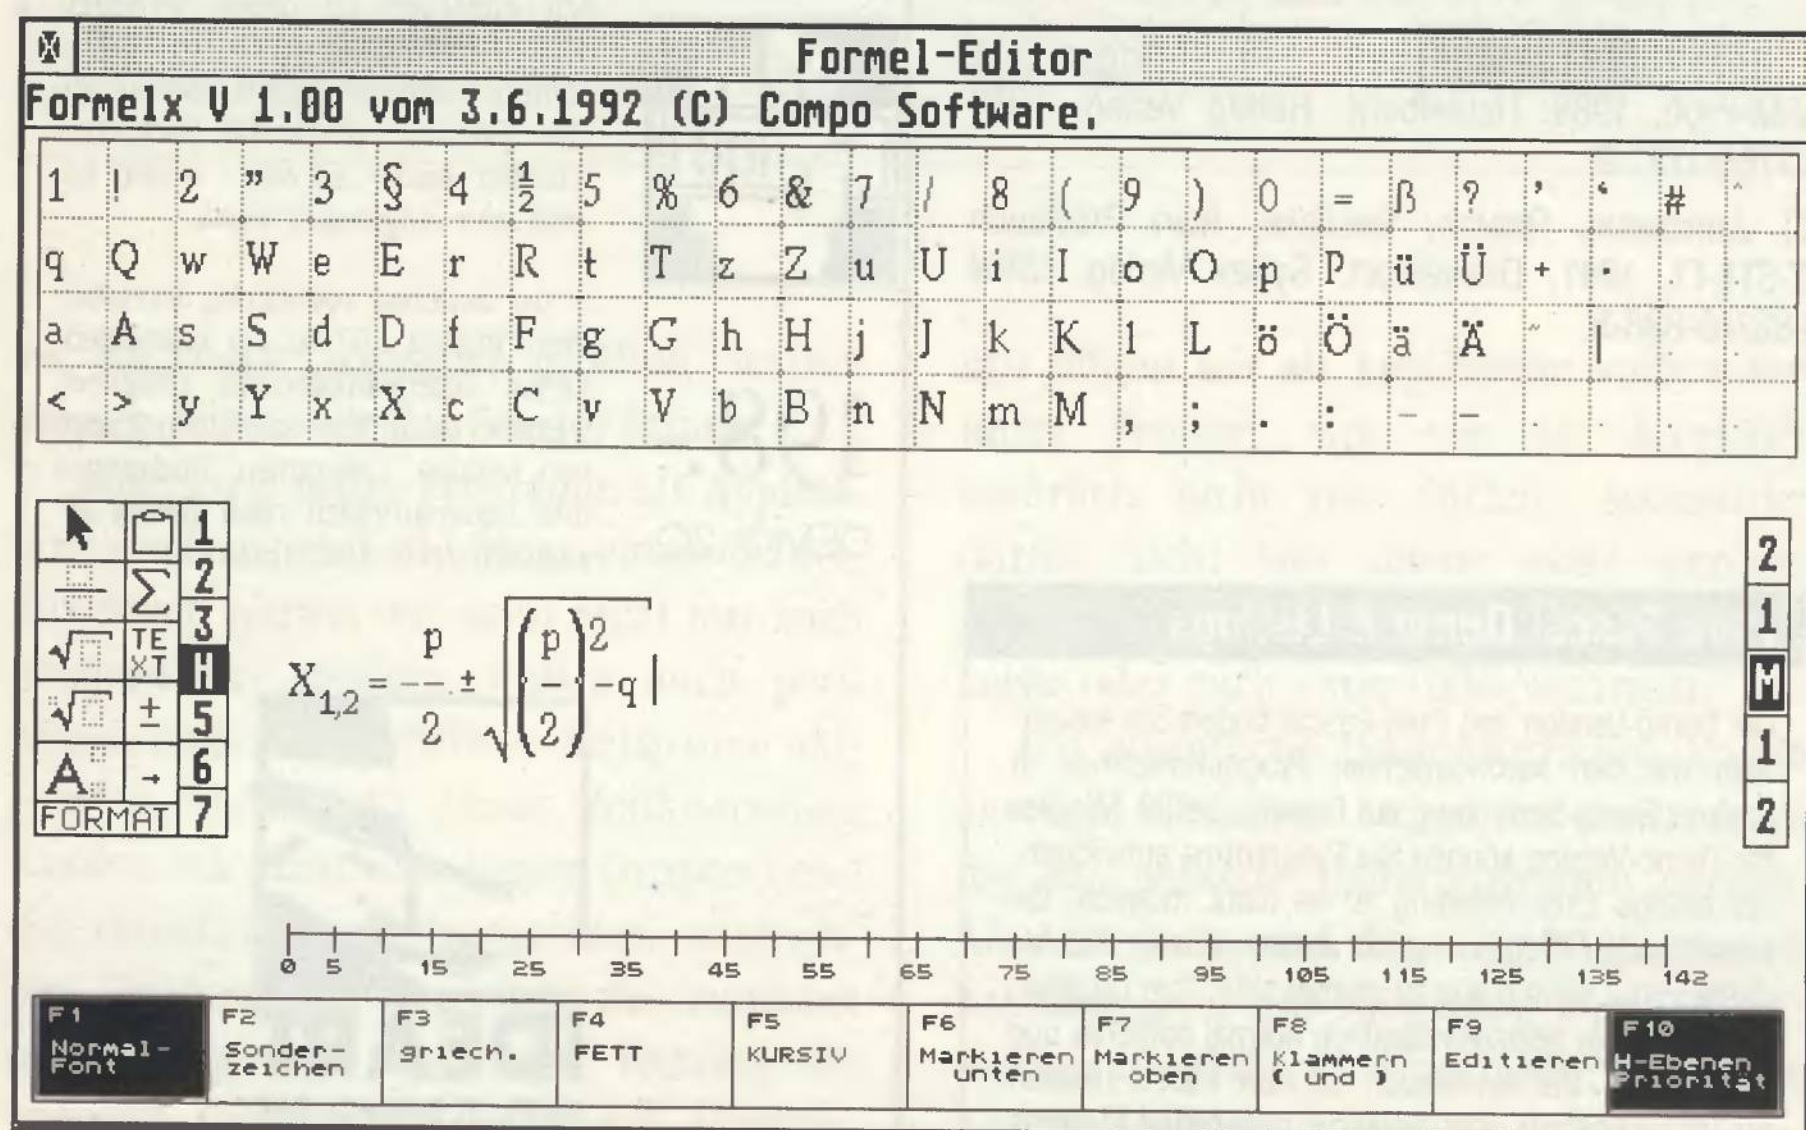 Formel-Editor
Formelx V 1.00 vom 3.6.1992 (C) Compo Software.
1 ! 2 " 3 § 4 ½ 5 % 6 & 7 / 8 ( 9 ) 0 = ß ? ' ‘ # ^
q Q w W e E r R t T z Z u U i I o O p P ü Ü + ·
a A s S d D f F g G h H j J k K l L ö Ö ä Ä ~ |
< > y Y x X c C v V b B n N m M , ; . : - –
1
2
∑
3
TE
XT
H
± 5
A → 6
FORMAT 7
X1,2 = p/2 ± √(p/2)2 – q
2
1
M
1
2
0 5 15 25 35 45 55 65 75 85 95 105 115 125 135 142
F1 F2 F3 F4 F5 F6 F7 F8 F9 F10
Normal-Font Sonder-zeichen griech. FETT KURSIV Markieren unten Markieren oben Klammern ( und ) Editieren H-Ebenen Priorität